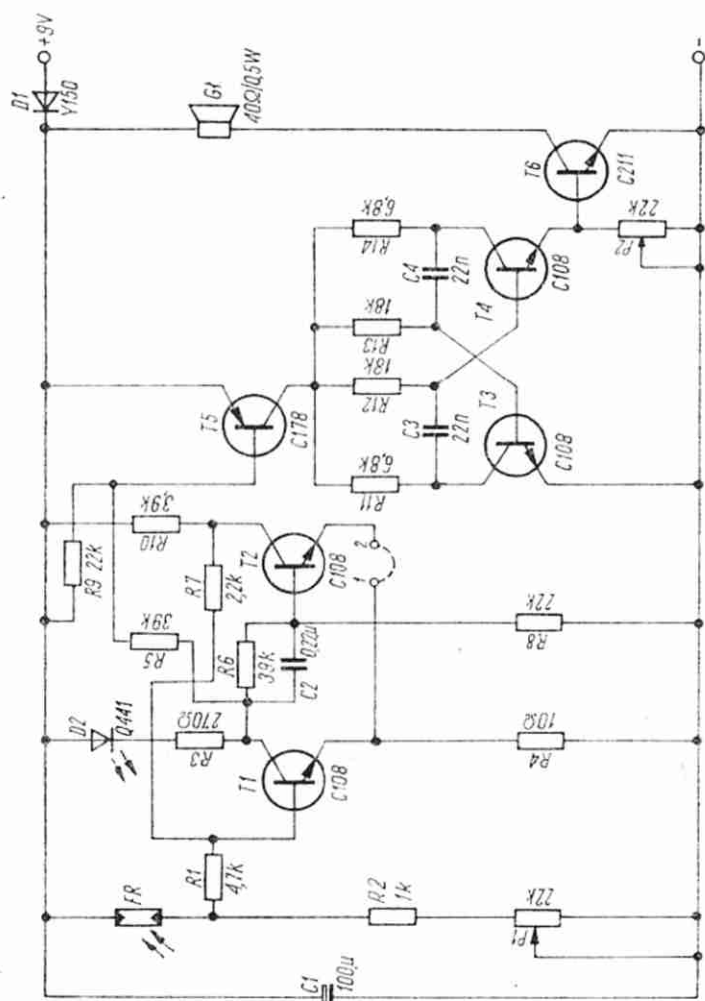 +9V
D1
Y150
40Ω/0,5W
T6
C211
P2
22k
R14
6,8k
C4
22n
T4
C108
R13
18k
R12
18k
T5
C178
C3
22n
T3
C108
R11
6,8k
R10
3,9k
R9
22k
R7
2,2k
T2
C108
1
2
R5
39k
R6
39k
C2
0,22µ
R8
22k
D2
Q441
R3
270Ω
T1
C108
R4
10Ω
R1
4,7k
FR
R2
1k
P1
22k
C1
100µ
-